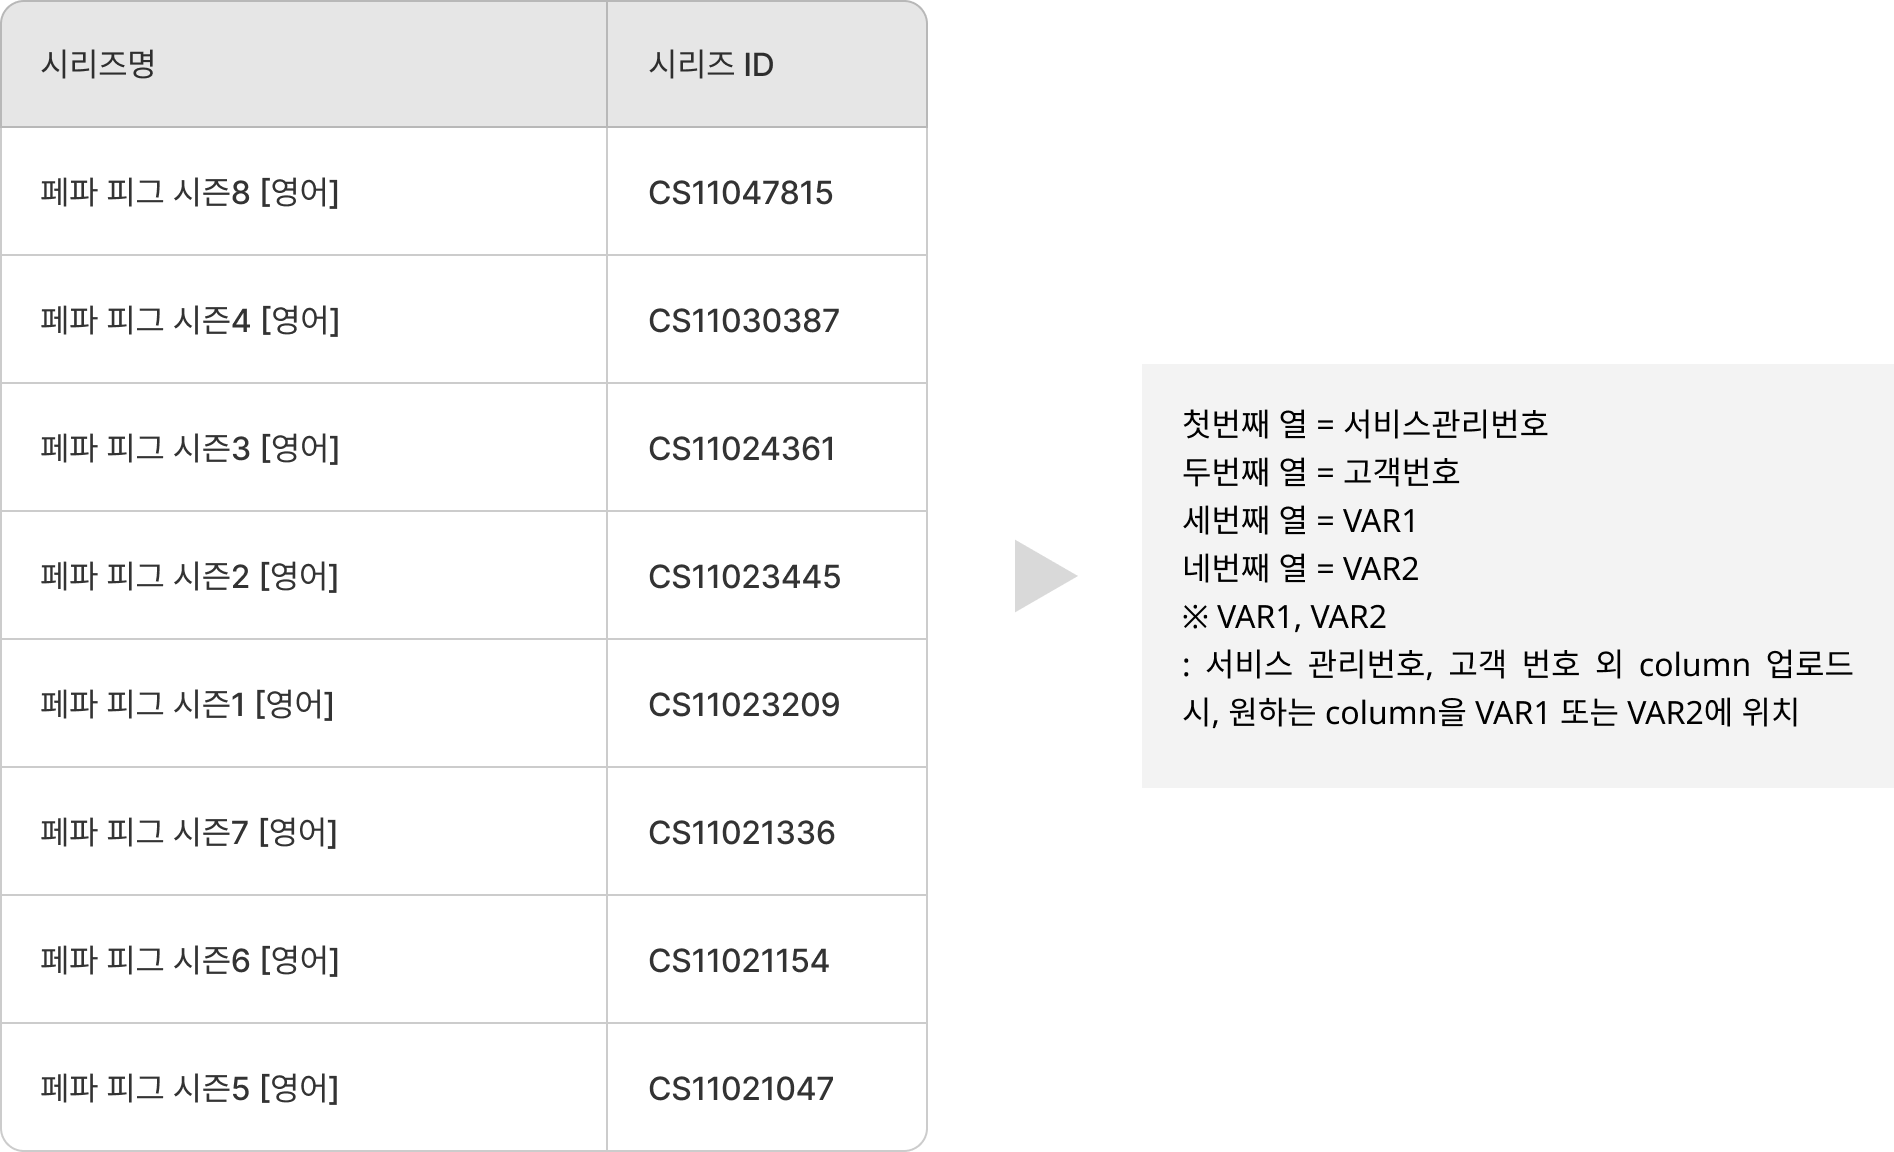 시리즈명 시리즈 ID
페파 피그 시즌8 [영어] CS11047815
페파 피그 시즌4 [영어] CS11030387
페파 피그 시즌3 [영어] CS11024361
페파 피그 시즌2 [영어] CS11023445
페파 피그 시즌1 [영어] CS11023209
페파 피그 시즌7 [영어] CS11021336
페파 피그 시즌6 [영어] CS11021154
페파 피그 시즌5 [영어] CS11021047
첫번째 열 = 서비스관리번호
두번째 열 = 고객번호
세번째 열 = VAR1
네번째 열 = VAR2
※ VAR1, VAR2
: 서비스 관리번호, 고객 번호 외 column 업로드
시, 원하는 column을 VAR1 또는 VAR2에 위치